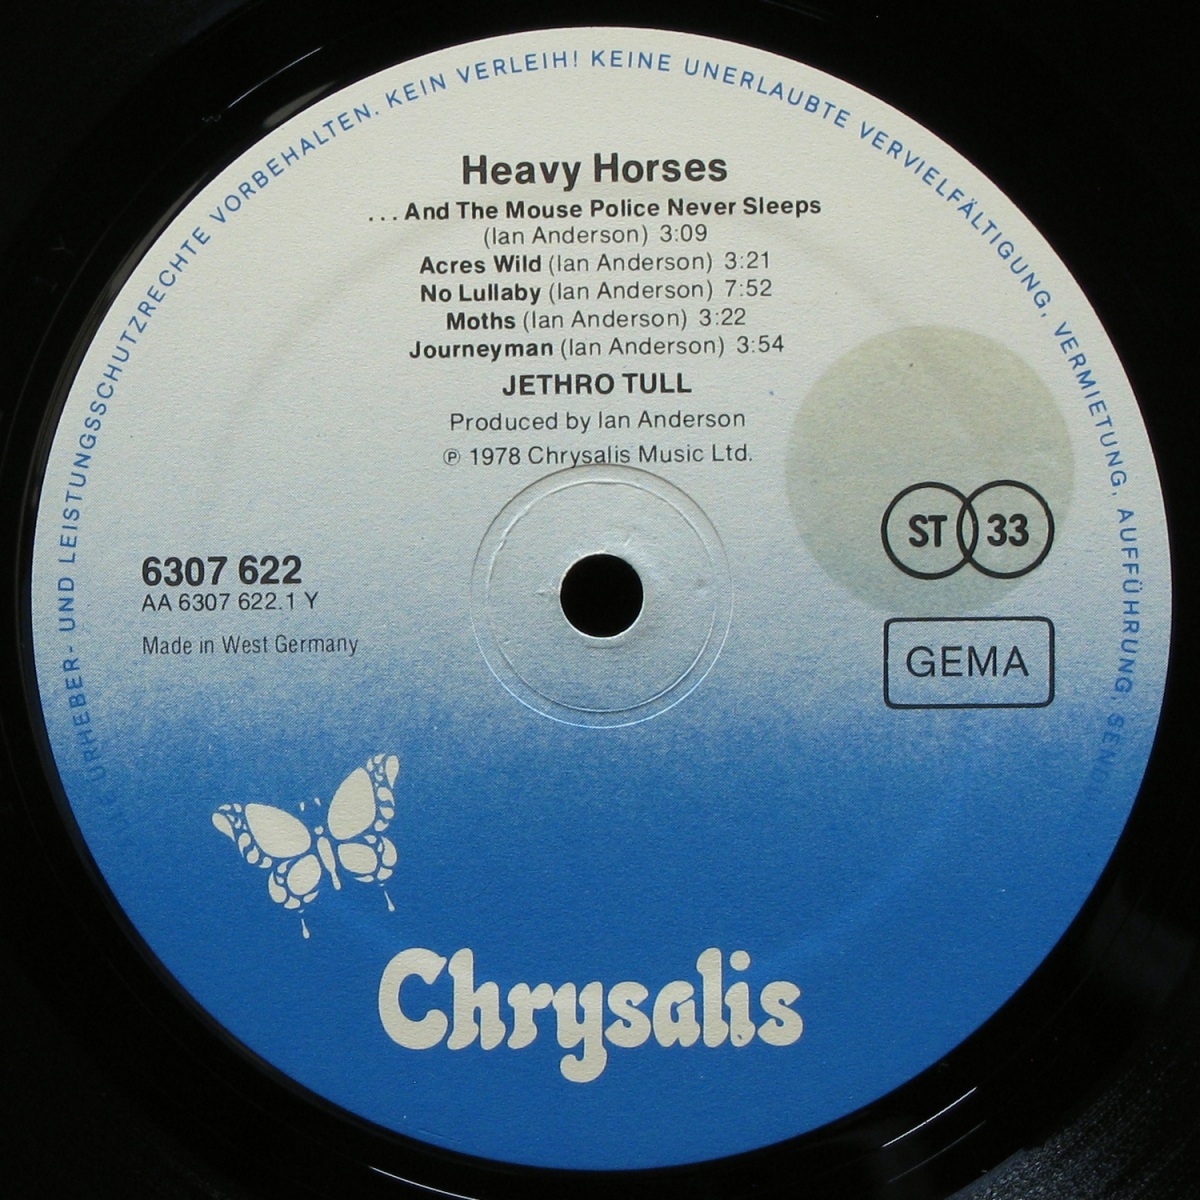 URHEBER- UND LEISTUNGSSCHUTZRECHTE VORBEHALTEN. KEIN VERLEIH! KEINE UNERLAUBTE VERVIELFÄLTIGUNG, VERMIETUNG, AUFFÜHRUNG,
Heavy Horses
...And The Mouse Police Never Sleeps
(Ian Anderson) 3:09
Acres Wild (Ian Anderson) 3:21
No Lullaby (Ian Anderson) 7:52
Moths (Ian Anderson) 3:22
Journeyman (Ian Anderson) 3:54
JETHRO TULL
Produced by Ian Anderson
℗ 1978 Chrysalis Music Ltd.
ST 33
6307 622
AA 6307 622.1 Y
Made in West Germany
GEMA
Chrysalis